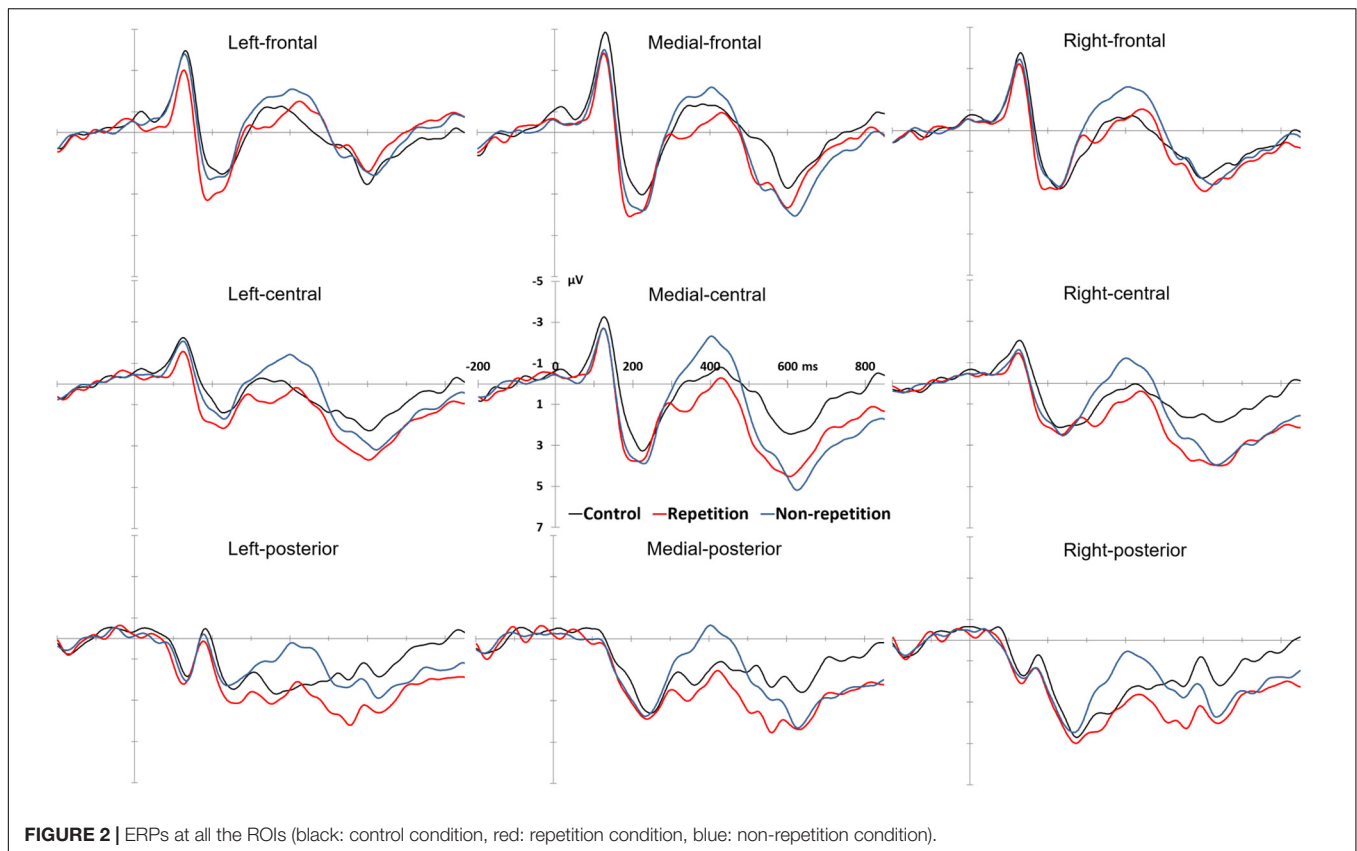 Left-frontal
Medial-frontal
Right-frontal
-5 µV
Left-central
Medial-central
Right-central
-3
-1
-200 0 200 400 600 ms 800
1
3
5
Control Repetition Non-repetition
7
Left-posterior
Medial-posterior
Right-posterior
FIGURE 2 | ERPs at all the ROIs (black: control condition, red: repetition condition, blue: non-repetition condition).